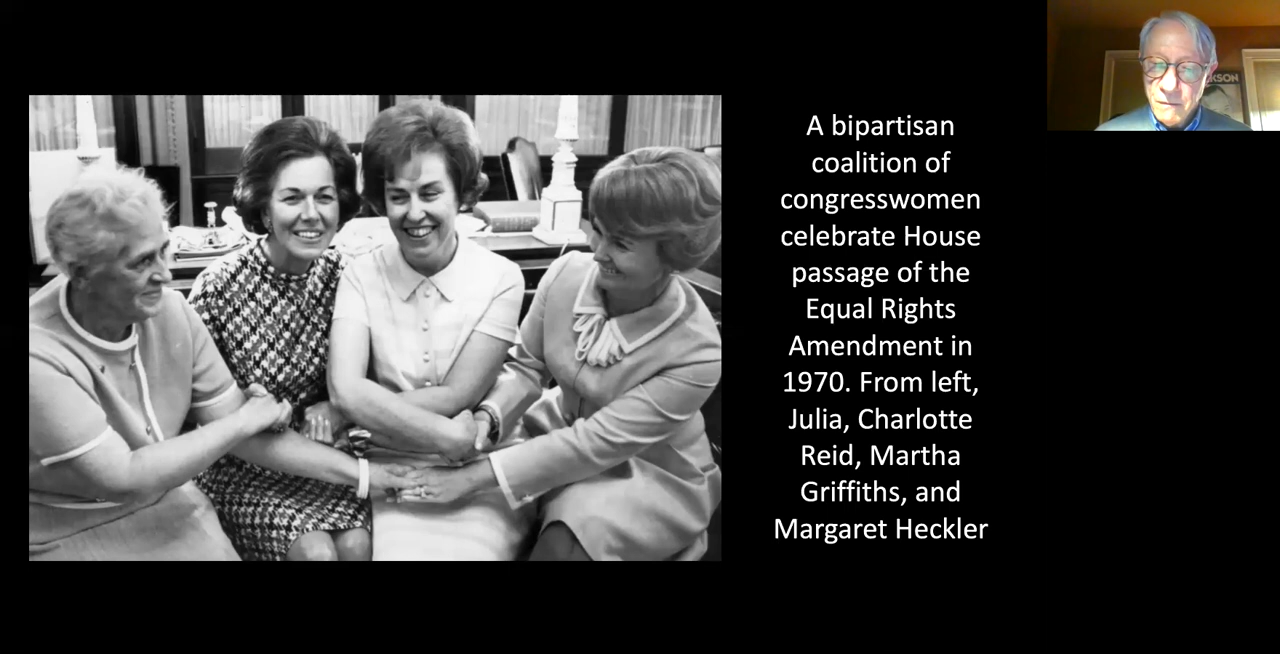 A bipartisan
coalition of
congresswomen
celebrate House
passage of the
Equal Rights
Amendment in
1970. From left,
Julia, Charlotte
Reid, Martha
Griffiths, and
Margaret Heckler